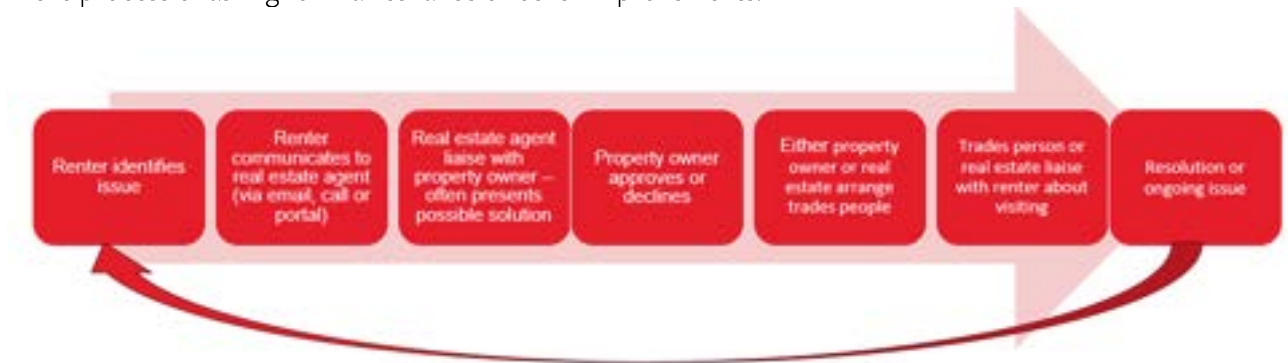 Renter identifies
issue
Renter
communicates to
real estate agent
(via email, call or
portal)
Real estate agent
liaise with
property owner –
often presents
possible solution
Property owner
approves or
declines
Either property
owner or real
estate arrange
trades people
Trades person or
real estate liaise
with renter about
visiting
Resolution or
ongoing issue